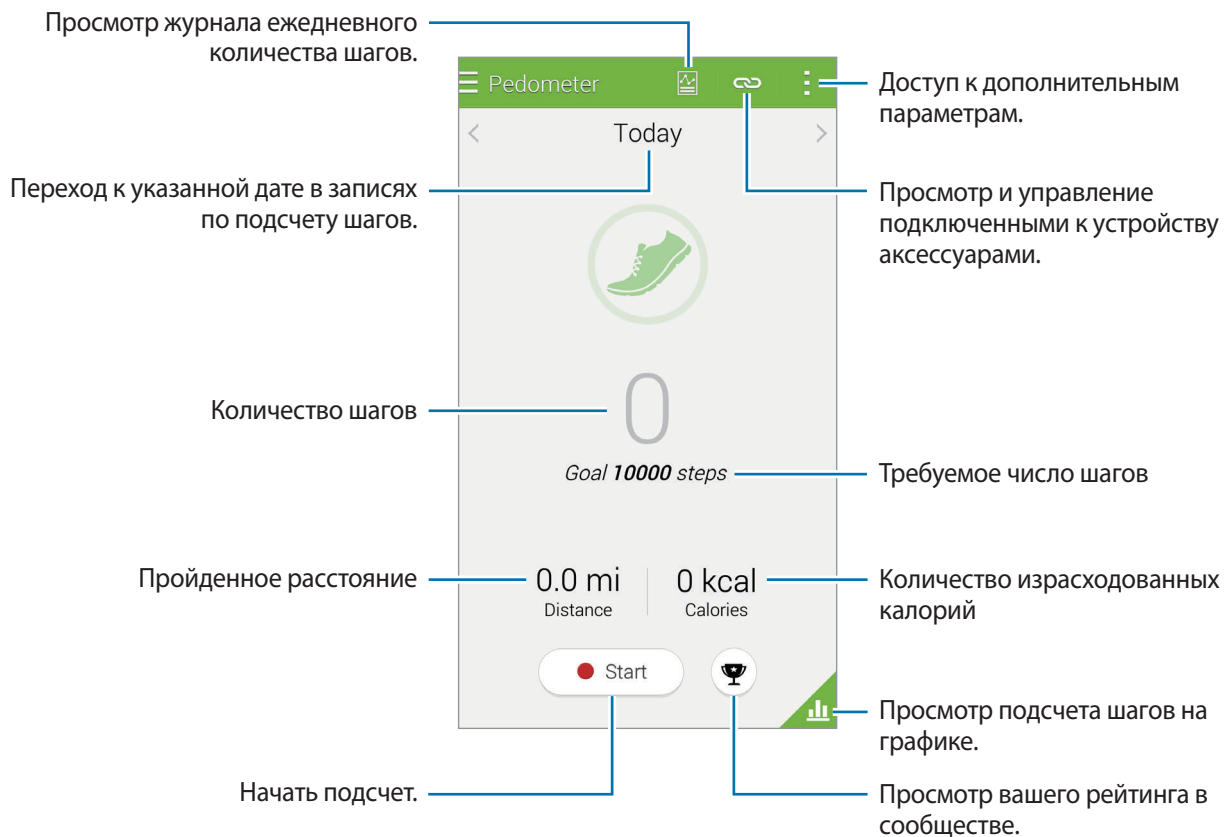 Просмотр журнала ежедневного
количества шагов.
Pedometer
Доступ к дополнительным
параметрам.
Today
Переход к указанной дате в записях
по подсчету шагов.
Просмотр и управление
подключенными к устройству
аксессуарами.
Количество шагов
0
Goal 10000 steps
Требуемое число шагов
Пройденное расстояние
0.0 mi
Distance
0 kcal
Calories
Количество израсходованных
калорий
Start
Просмотр подсчета шагов на
графике.
Начать подсчет.
Просмотр вашего рейтинга в
сообществе.